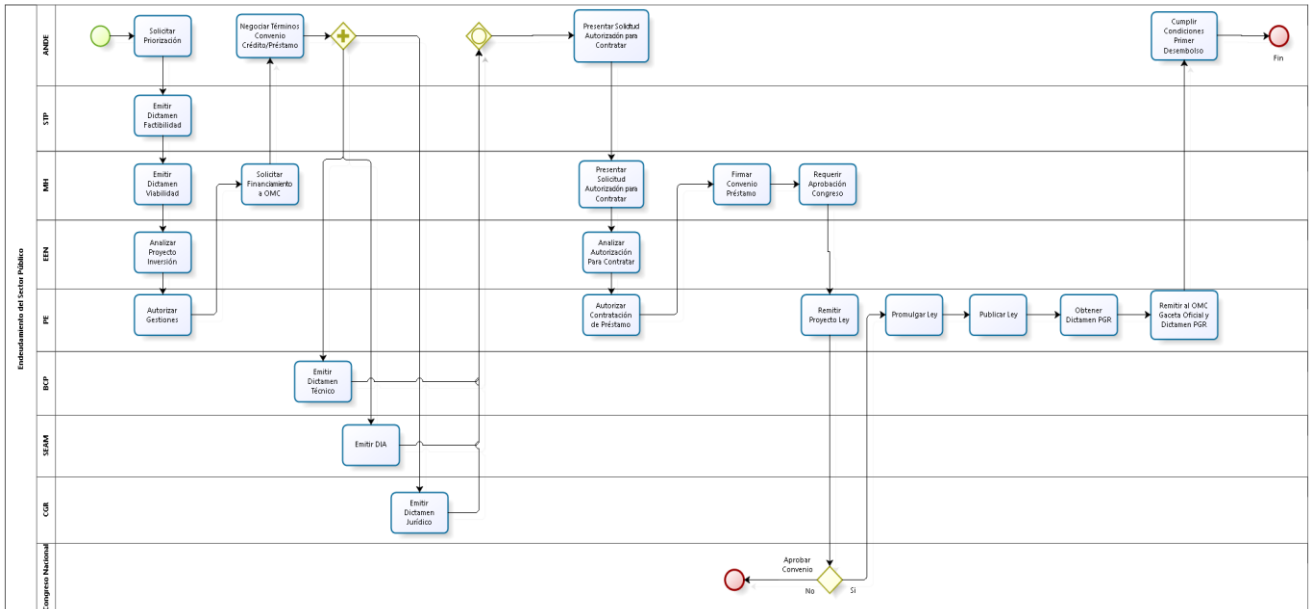 Endeudamiento del Sector Público
ANDE
Solicitar
Priorización
Negociar Términos
Convenio
Crédito/Préstamo
Presentar Solicitud
Autorización para
Contratar
Cumplir
Condiciones
Primer
Desembolso
Fin
STP
Emitir
Dictamen
Factibilidad
MH
Emitir
Dictamen
Viabilidad
Solicitar
Financiamiento
a OMC
Presentar
Solicitud
Autorización para
Contratar
Firmar
Convenio
Préstamo
Requerir
Aprobación
Congreso
EEN
Analizar
Proyecto
Inversión
Analizar
Autorización
Para Contratar
PE
Autorizar
Gestiones
Autorizar
Contratación
de Préstamo
Remitir
Proyecto Ley
Promulgar Ley
Publicar Ley
Obtener
Dictamen PGR
Remitir al OMC
Gaceta Oficial y
Dictamen PGR
BCP
Emitir
Dictamen
Técnico
SEAM
Emitir DIA
CGR
Emitir
Dictamen
Jurídico
Congreso Nacional
Aprobar
Convenio
No
Si